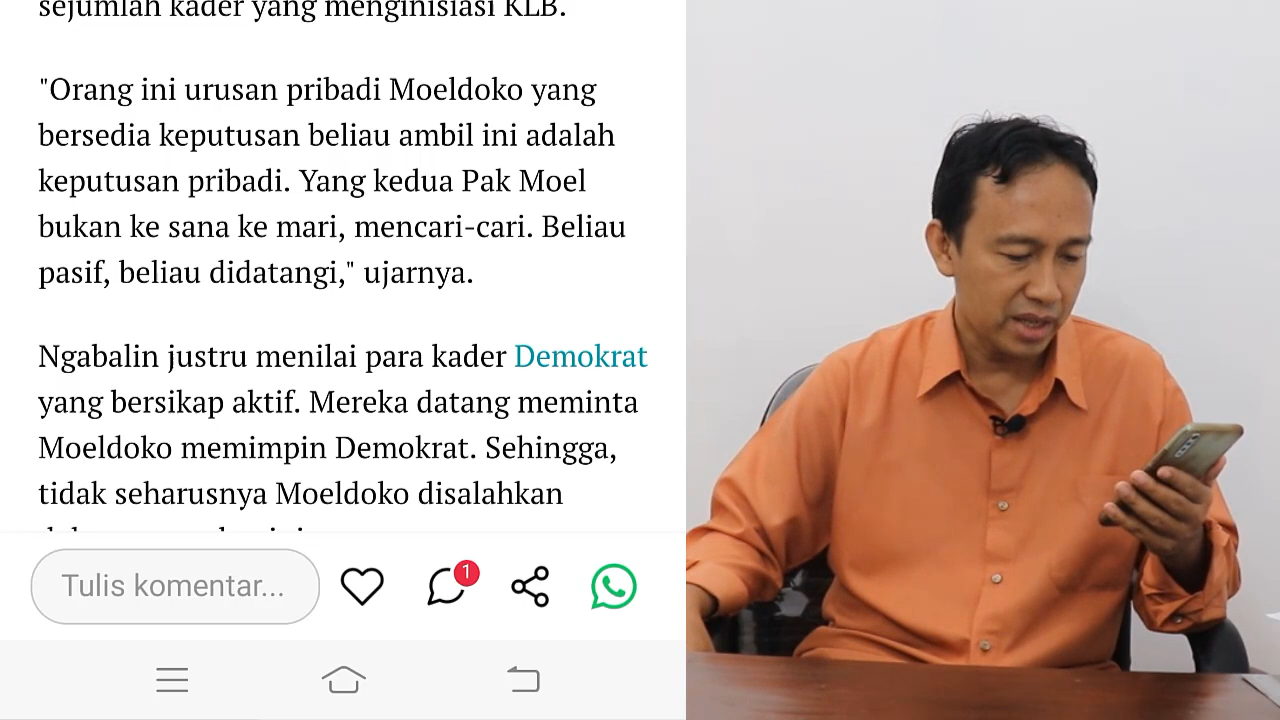 sejumlah kader yang menginisiasi KLB.
"Orang ini urusan pribadi Moeldoko yang
bersedia keputusan beliau ambil ini adalah
keputusan pribadi. Yang kedua Pak Moel
bukan ke sana ke mari, mencari-cari. Beliau
pasif, beliau didatangi," ujarnya.
Ngabalin justru menilai para kader Demokrat
yang bersikap aktif. Mereka datang meminta
Moeldoko memimpin Demokrat. Sehingga,
tidak seharusnya Moeldoko disalahkan
Tulis komentar...
1